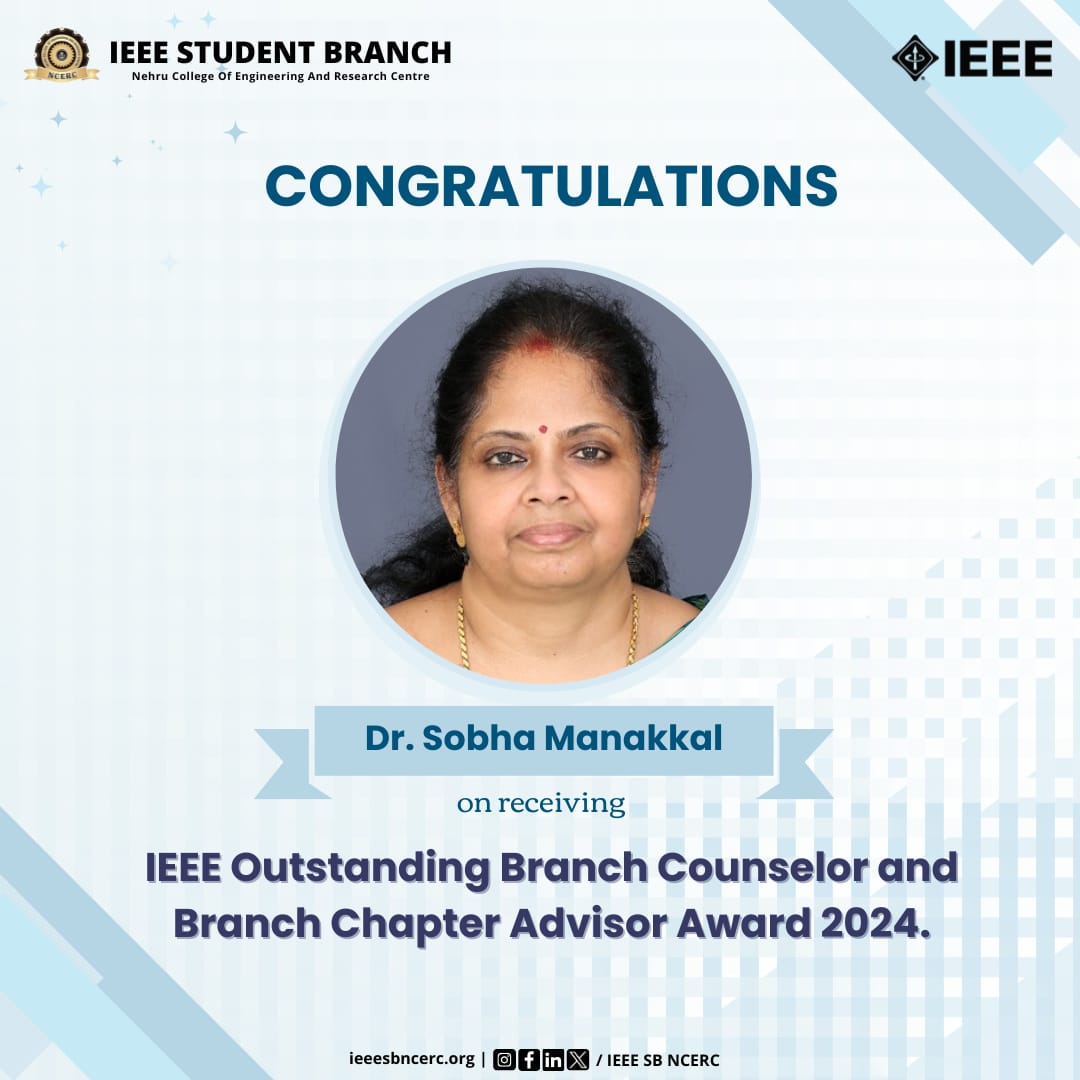 NCERC
IEEE STUDENT BRANCH
Nehru College Of Engineering And Research Centre
IEEE
CONGRATULATIONS
Dr. Sobha Manakkal
on receiving
IEEE Outstanding Branch Counselor and
Branch Chapter Advisor Award 2024.
ieeesbncerc.org | / IEEE SB NCERC